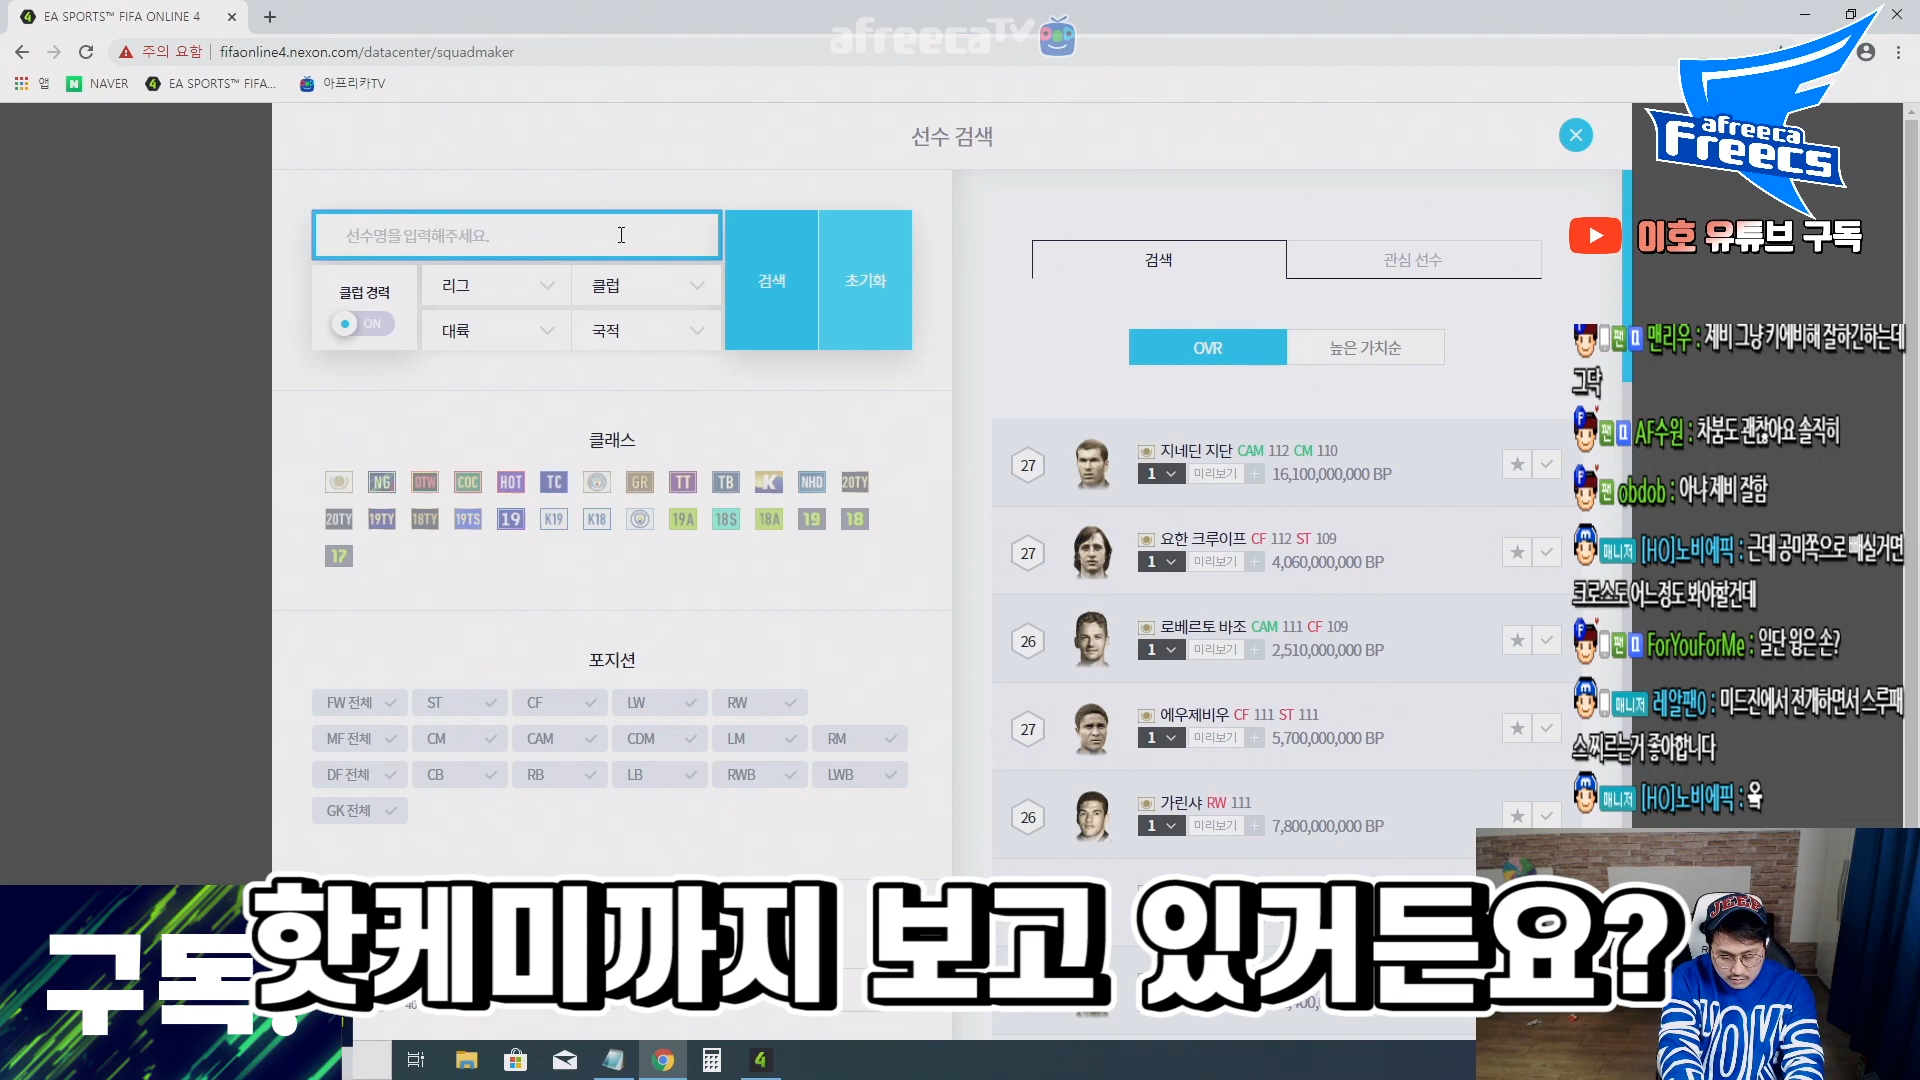 EA SPORTS™ FIFA ONLINE 4
afreecaTV
주의 요함
fifaonline4.nexon.com/datacenter/squadmaker
앱
NAVER
EA SPORTS™ FIFA...
아프리카TV
afreeca
Freecs
이호 유튜브 구독
선수 검색
선수명을 입력해주세요.
클럽 경력
ON
리그
클럽
대륙
국적
검색
초기화
클래스
NG OTW COC HOT TC GR TT TB K NHD 20TY
20TY 19TY 18TY 19TS 19 K19 K18 19A 18S 18A 19 18
17
포지션
FW 전체 ST CF LW RW
MF 전체 CM CAM CDM LM RM
DF 전체 CB RB LB RWB LWB
GK 전체
검색
관심 선수
OVR
높은 가치순
27
지네딘 지단 CAM 112 CM 110
1 미리보기 + 16,100,000,000 BP
27
요한 크루이프 CF 112 ST 109
1 미리보기 + 4,060,000,000 BP
26
로베르토 바조 CAM 111 CF 109
1 미리보기 + 2,510,000,000 BP
27
에우제비우 CF 111 ST 111
1 미리보기 + 5,700,000,000 BP
26
가린샤 RW 111
1 미리보기 + 7,800,000,000 BP
팬 맨리우 : 제비 그냥 키에비해 잘하긴하는데
그닥
팬 AF수원 : 차붐도 괜찮아요 솔직히
팬 obdob : 아냐 제비 잘함
매니저 [HO]노비에픽 : 근데 공미쪽으로 빼실거면
크로스도 어느정도 봐야할건데
팬 ForYouForMe : 일단 윙은 손?
매니저 레알팬0 : 미드진에서 전개하면서 스루패
스 찌르는거 좋아합니다
매니저 [HO]노비에픽 : 옼
구독!
핫케미까지 보고 있거든요?
JEEP